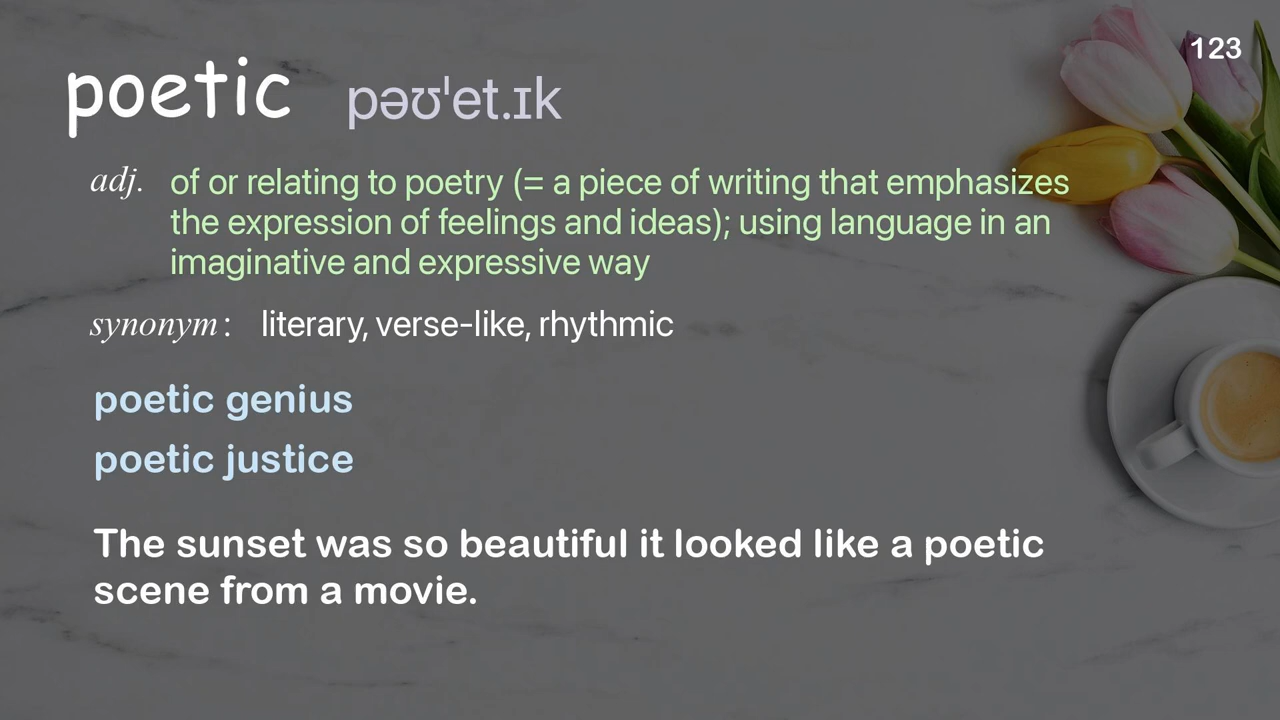 123
poetic pəʊˈet.ɪk
adj. of or relating to poetry (= a piece of writing that emphasizes
the expression of feelings and ideas); using language in an
imaginative and expressive way
synonym: literary, verse-like, rhythmic
poetic genius
poetic justice
The sunset was so beautiful it looked like a poetic
scene from a movie.